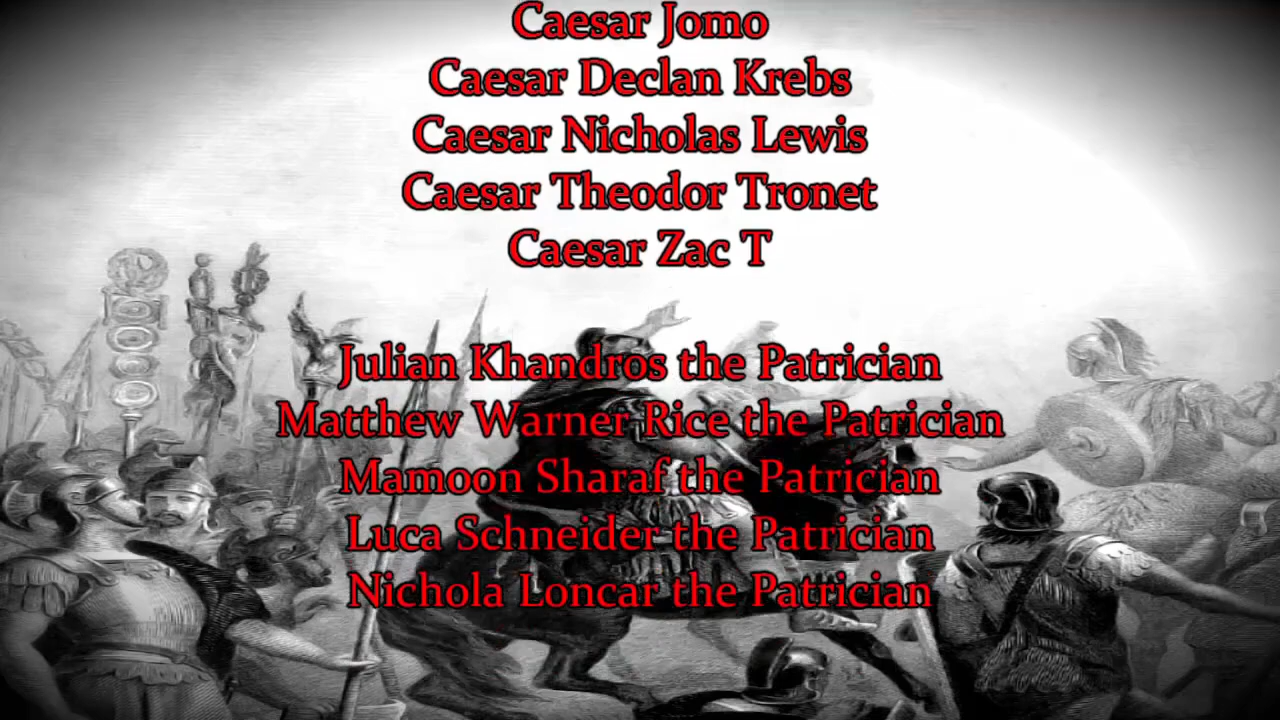 Caesar Jomo
Caesar Declan Krebs
Caesar Nicholas Lewis
Caesar Theodor Tronet
Caesar Zac T
Julian Khandros the Patrician
Matthew Warner Rice the Patrician
Mamoon Sharaf the Patrician
Luca Schneider the Patrician
Nichola Loncar the Patrician